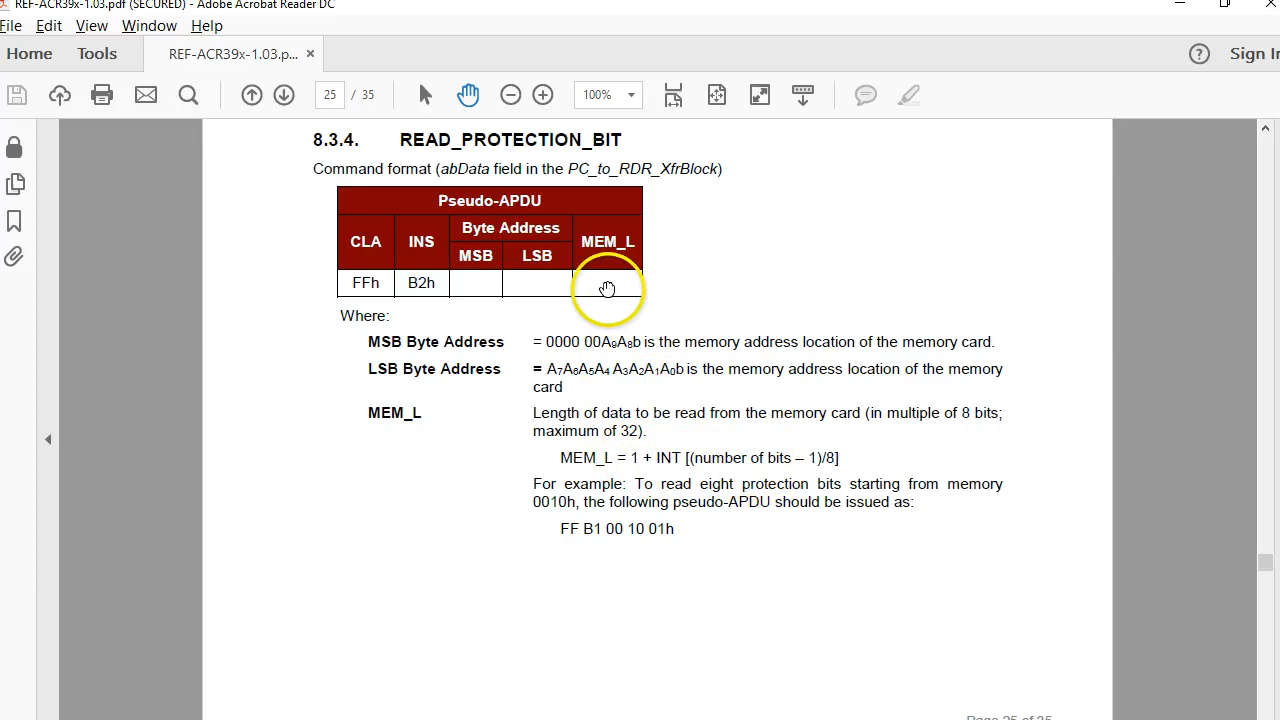 REF-ACR39x-1.03.pdf (SECURED) - Adobe Acrobat Reader DC
File Edit View Window Help
Home Tools REF-ACR39x-1.03.p... × ? Sign In
25 / 35 100%
8.3.4. READ_PROTECTION_BIT
Command format (abData field in the PC_to_RDR_XfrBlock)
Pseudo-APDU
CLA INS Byte Address MEM_L
MSB LSB
FFh B2h
Where:
MSB Byte Address = 0000 00A₉A₈b is the memory address location of the memory card.
LSB Byte Address = A₇A₆A₅A₄ A₃A₂A₁A₀b is the memory address location of the memory
card
MEM_L Length of data to be read from the memory card (in multiple of 8 bits;
maximum of 32).
MEM_L = 1 + INT [(number of bits – 1)/8]
For example: To read eight protection bits starting from memory
0010h, the following pseudo-APDU should be issued as:
FF B1 00 10 01h
Page 25 of 35